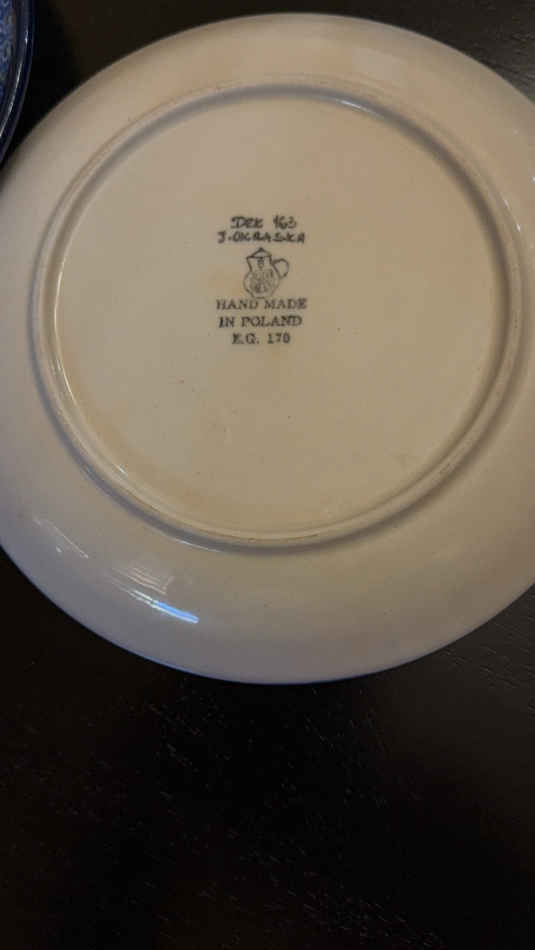 DEK 163
J. OKRASKA
HAND MADE
IN POLAND
E.G. 170